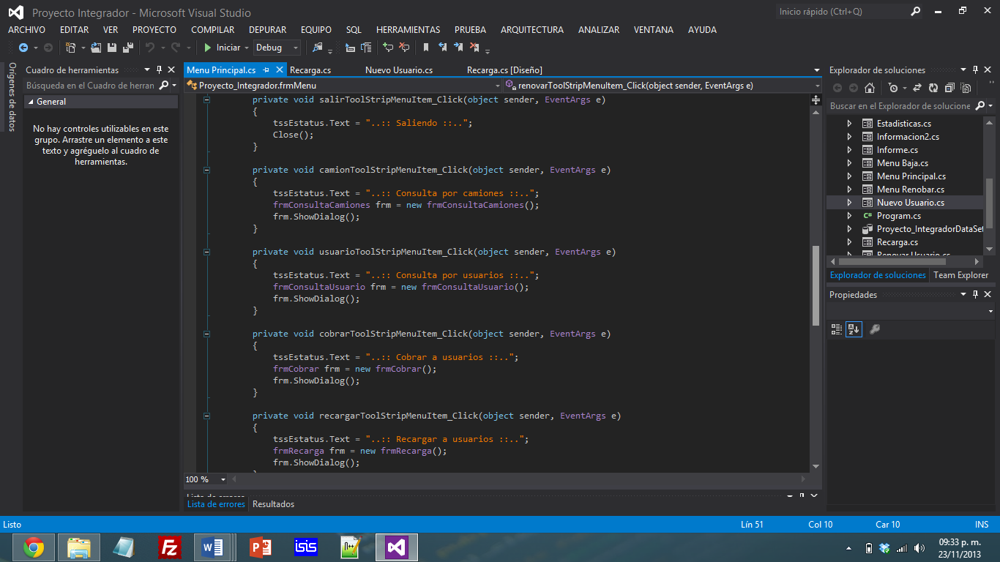 Proyecto Integrador - Microsoft Visual Studio
Inicio rápido (Ctrl+Q)
ARCHIVO EDITAR VER PROYECTO COMPILAR DEPURAR EQUIPO SQL HERRAMIENTAS PRUEBA ARQUITECTURA ANALIZAR VENTANA AYUDA
Iniciar Debug
Orígenes de datos
Cuadro de herramientas
Búsqueda en el Cuadro de herran
General
No hay controles utilizables en este
grupo. Arrastre un elemento a este
texto y agréguelo al cuadro de
herramientas.
Menu Principal.cs Recarga.cs Nuevo Usuario.cs Recarga.cs [Diseño]
Proyecto_Integrador.frmMenu renovarToolStripMenuItem_Click(object sender, EventArgs e)
private void salirToolStripMenuItem_Click(object sender, EventArgs e)
{
tssEstatus.Text = "..:: Saliendo ::..";
Close();
}
private void camionToolStripMenuItem_Click(object sender, EventArgs e)
{
tssEstatus.Text = "..:: Consulta por camiones ::..";
frmConsultaCamiones frm = new frmConsultaCamiones();
frm.ShowDialog();
}
private void usuarioToolStripMenuItem_Click(object sender, EventArgs e)
{
tssEstatus.Text = "..:: Consulta por usuarios ::..";
frmConsultaUsuario frm = new frmConsultaUsuario();
frm.ShowDialog();
}
private void cobrarToolStripMenuItem_Click(object sender, EventArgs e)
{
tssEstatus.Text = "..:: Cobrar a usuarios ::..";
frmCobrar frm = new frmCobrar();
frm.ShowDialog();
}
private void recargarToolStripMenuItem_Click(object sender, EventArgs e)
{
tssEstatus.Text = "..:: Recargar a usuarios ::..";
frmRecarga frm = new frmRecarga();
frm.ShowDialog();
100 %
Lista de errores
Lista de errores Resultados
Explorador de soluciones
Buscar en el Explorador de solucione
Estadisticas.cs
Informacion2.cs
Informe.cs
Menu Baja.cs
Menu Principal.cs
Menu Renobar.cs
Nuevo Usuario.cs
C# Program.cs
Proyecto_IntegradorDataSet
Recarga.cs
Renovar Usuario.cs
Explorador de soluciones Team Explorer
Propiedades
Listo Lín 51 Col 10 Car 10 INS
Fz W P isis
09:33 p. m.
23/11/2013